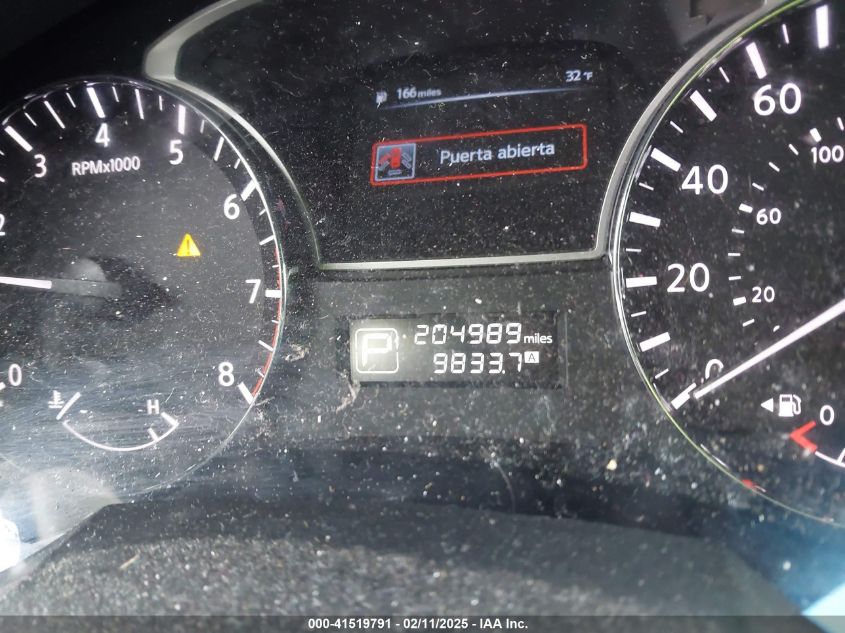 166 miles 32 °F
Puerta abierta
RPMx1000
0 2 3 4 5 6 7 8
H
P
204989 miles
9833.7 A
0 20 40 60
20 60 100
0
000-41519791 - 02/11/2025 - IAA Inc.